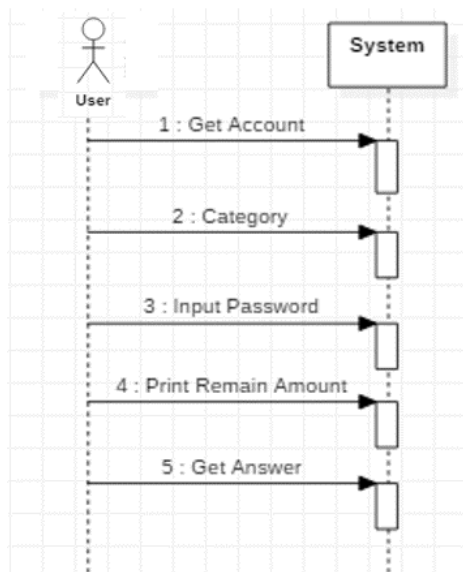 System
User
1 : Get Account
2 : Category
3 : Input Password
4 : Print Remain Amount
5 : Get Answer